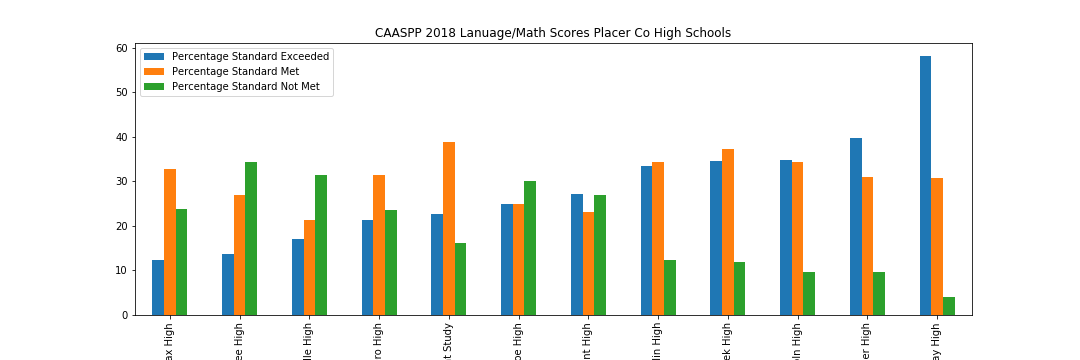 CAASPP 2018 Lanuage/Math Scores Placer Co High Schools
Percentage Standard Exceeded
Percentage Standard Met
Percentage Standard Not Met
60
50
40
30
20
10
0
ax High
ee High
lle High
ro High
t Study
oe High
nt High
lin High
ek High
oln High
er High
ay High